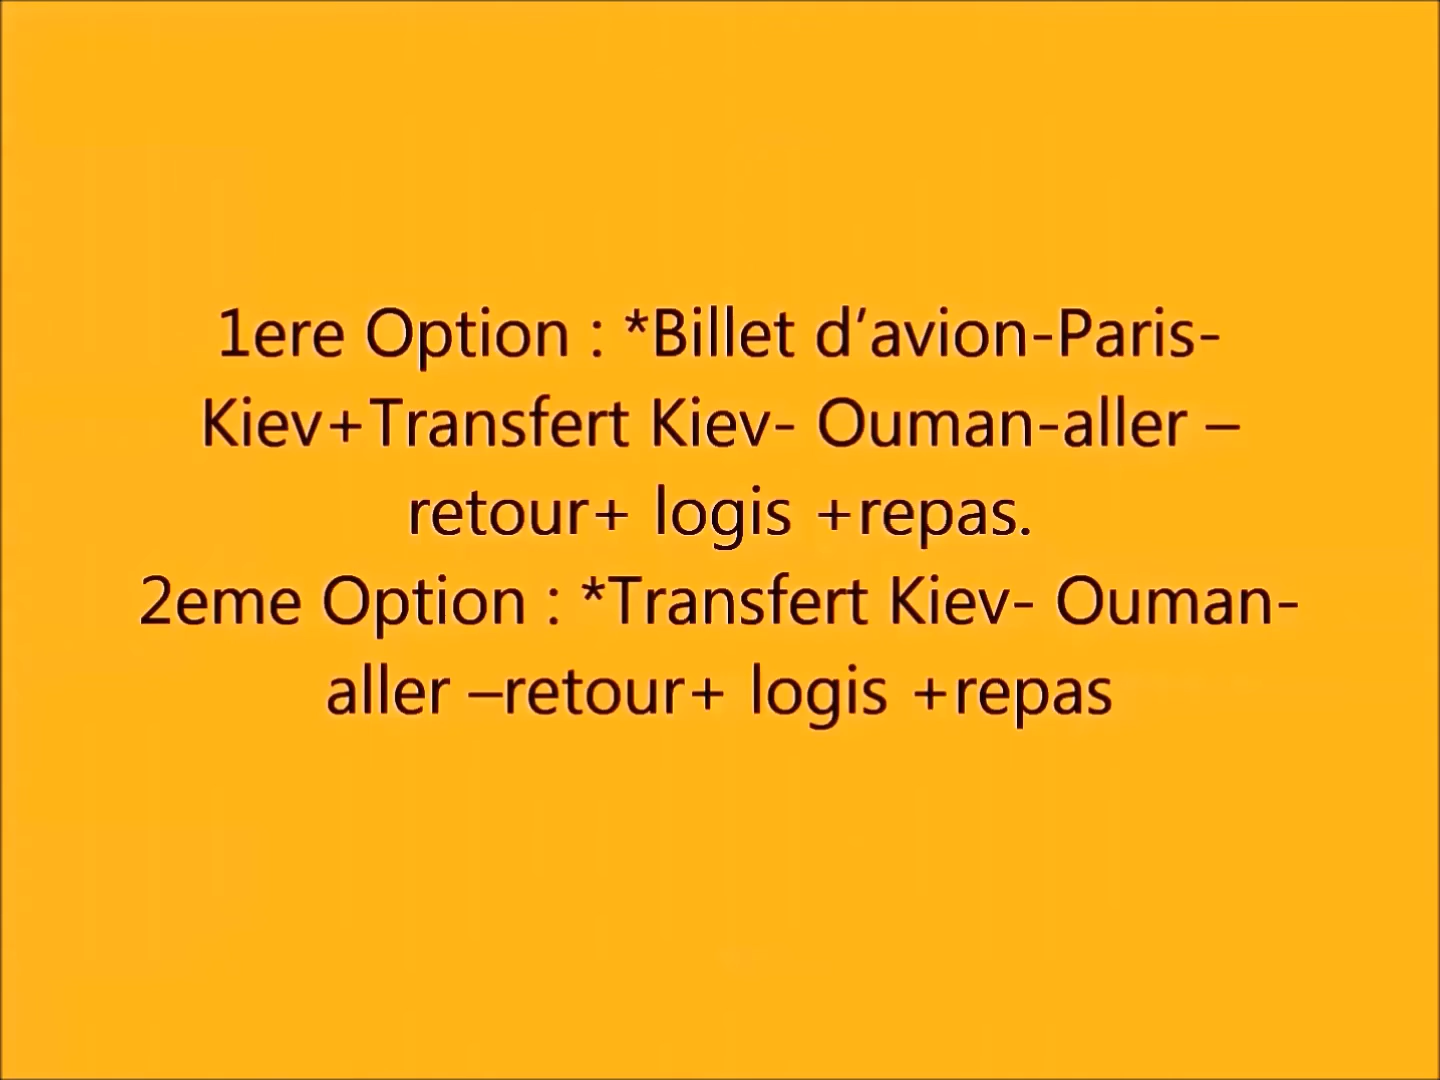 1ere Option : *Billet d’avion-Paris-
Kiev+Transfert Kiev- Ouman-aller –
retour+ logis +repas.
2eme Option : *Transfert Kiev- Ouman-
aller –retour+ logis +repas